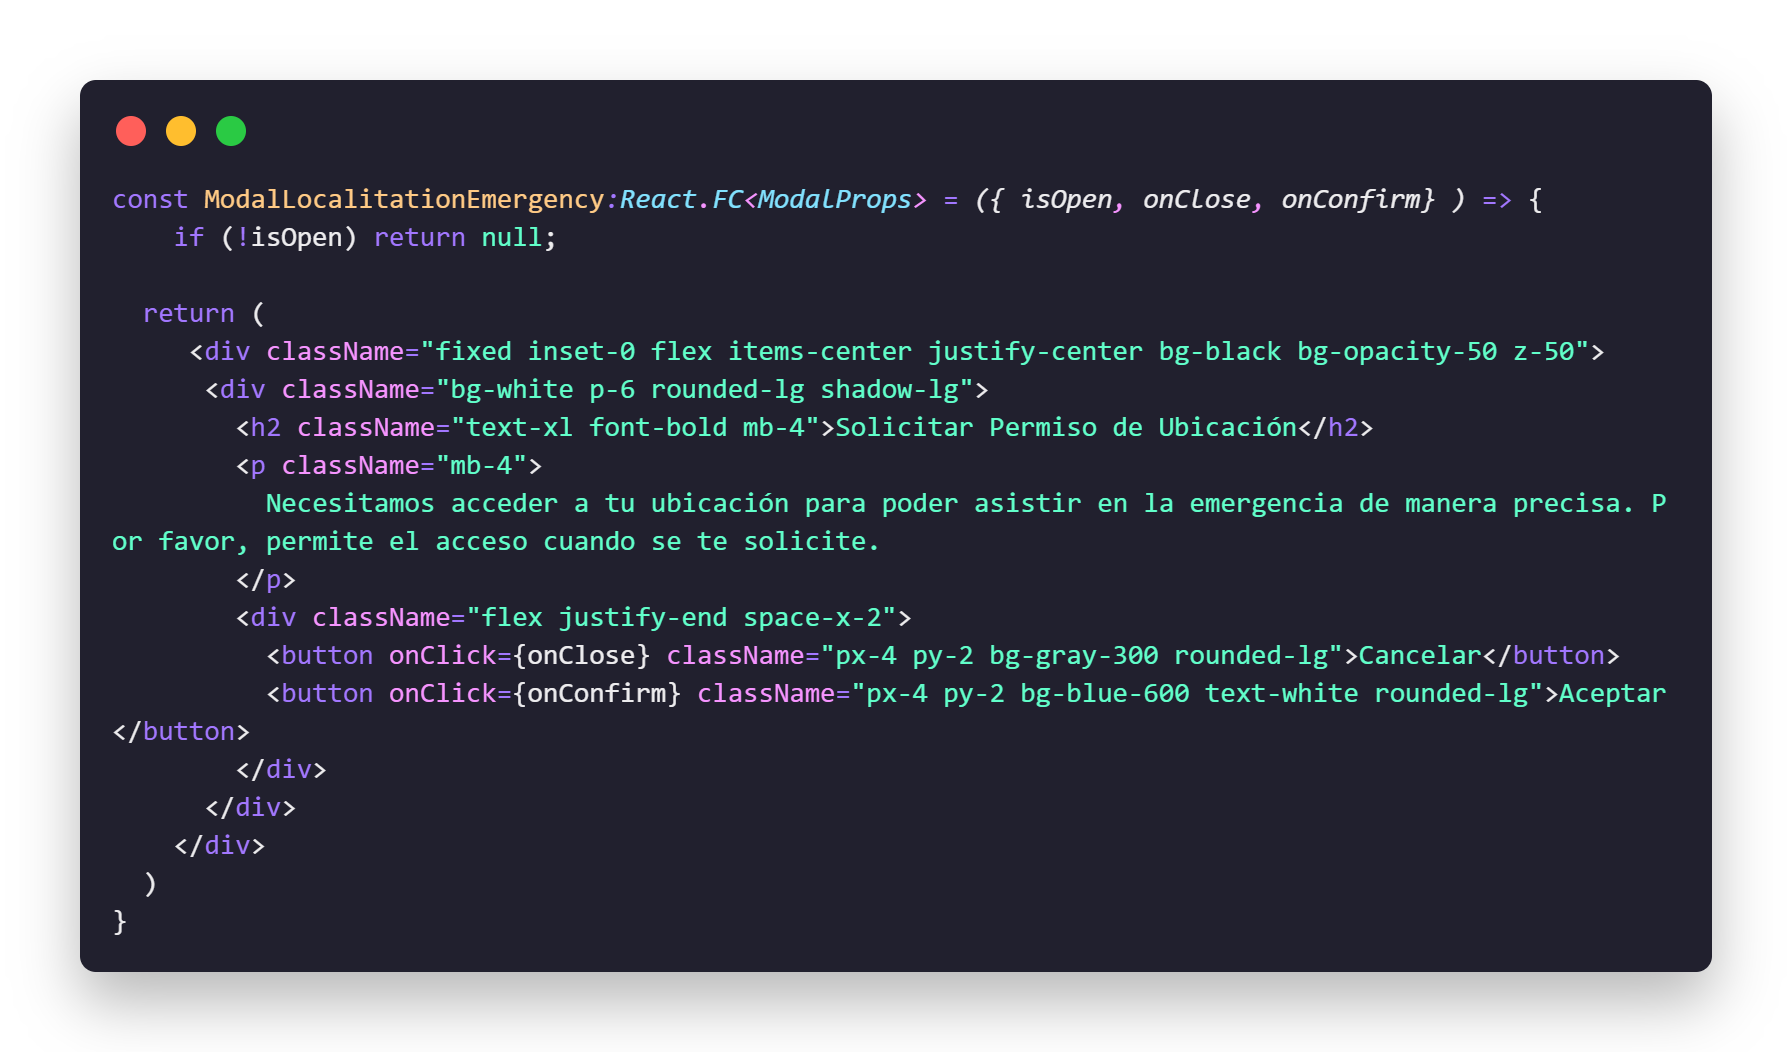 const ModalLocalitationEmergency:React.FC<ModalProps> = ({ isOpen, onClose, onConfirm} ) => {
    if (!isOpen) return null;

  return (
     <div className="fixed inset-0 flex items-center justify-center bg-black bg-opacity-50 z-50">
      <div className="bg-white p-6 rounded-lg shadow-lg">
        <h2 className="text-xl font-bold mb-4">Solicitar Permiso de Ubicación</h2>
        <p className="mb-4">
          Necesitamos acceder a tu ubicación para poder asistir en la emergencia de manera precisa. P
or favor, permite el acceso cuando se te solicite.
        </p>
        <div className="flex justify-end space-x-2">
          <button onClick={onClose} className="px-4 py-2 bg-gray-300 rounded-lg">Cancelar</button>
          <button onClick={onConfirm} className="px-4 py-2 bg-blue-600 text-white rounded-lg">Aceptar
</button>
        </div>
      </div>
    </div>
  )
}